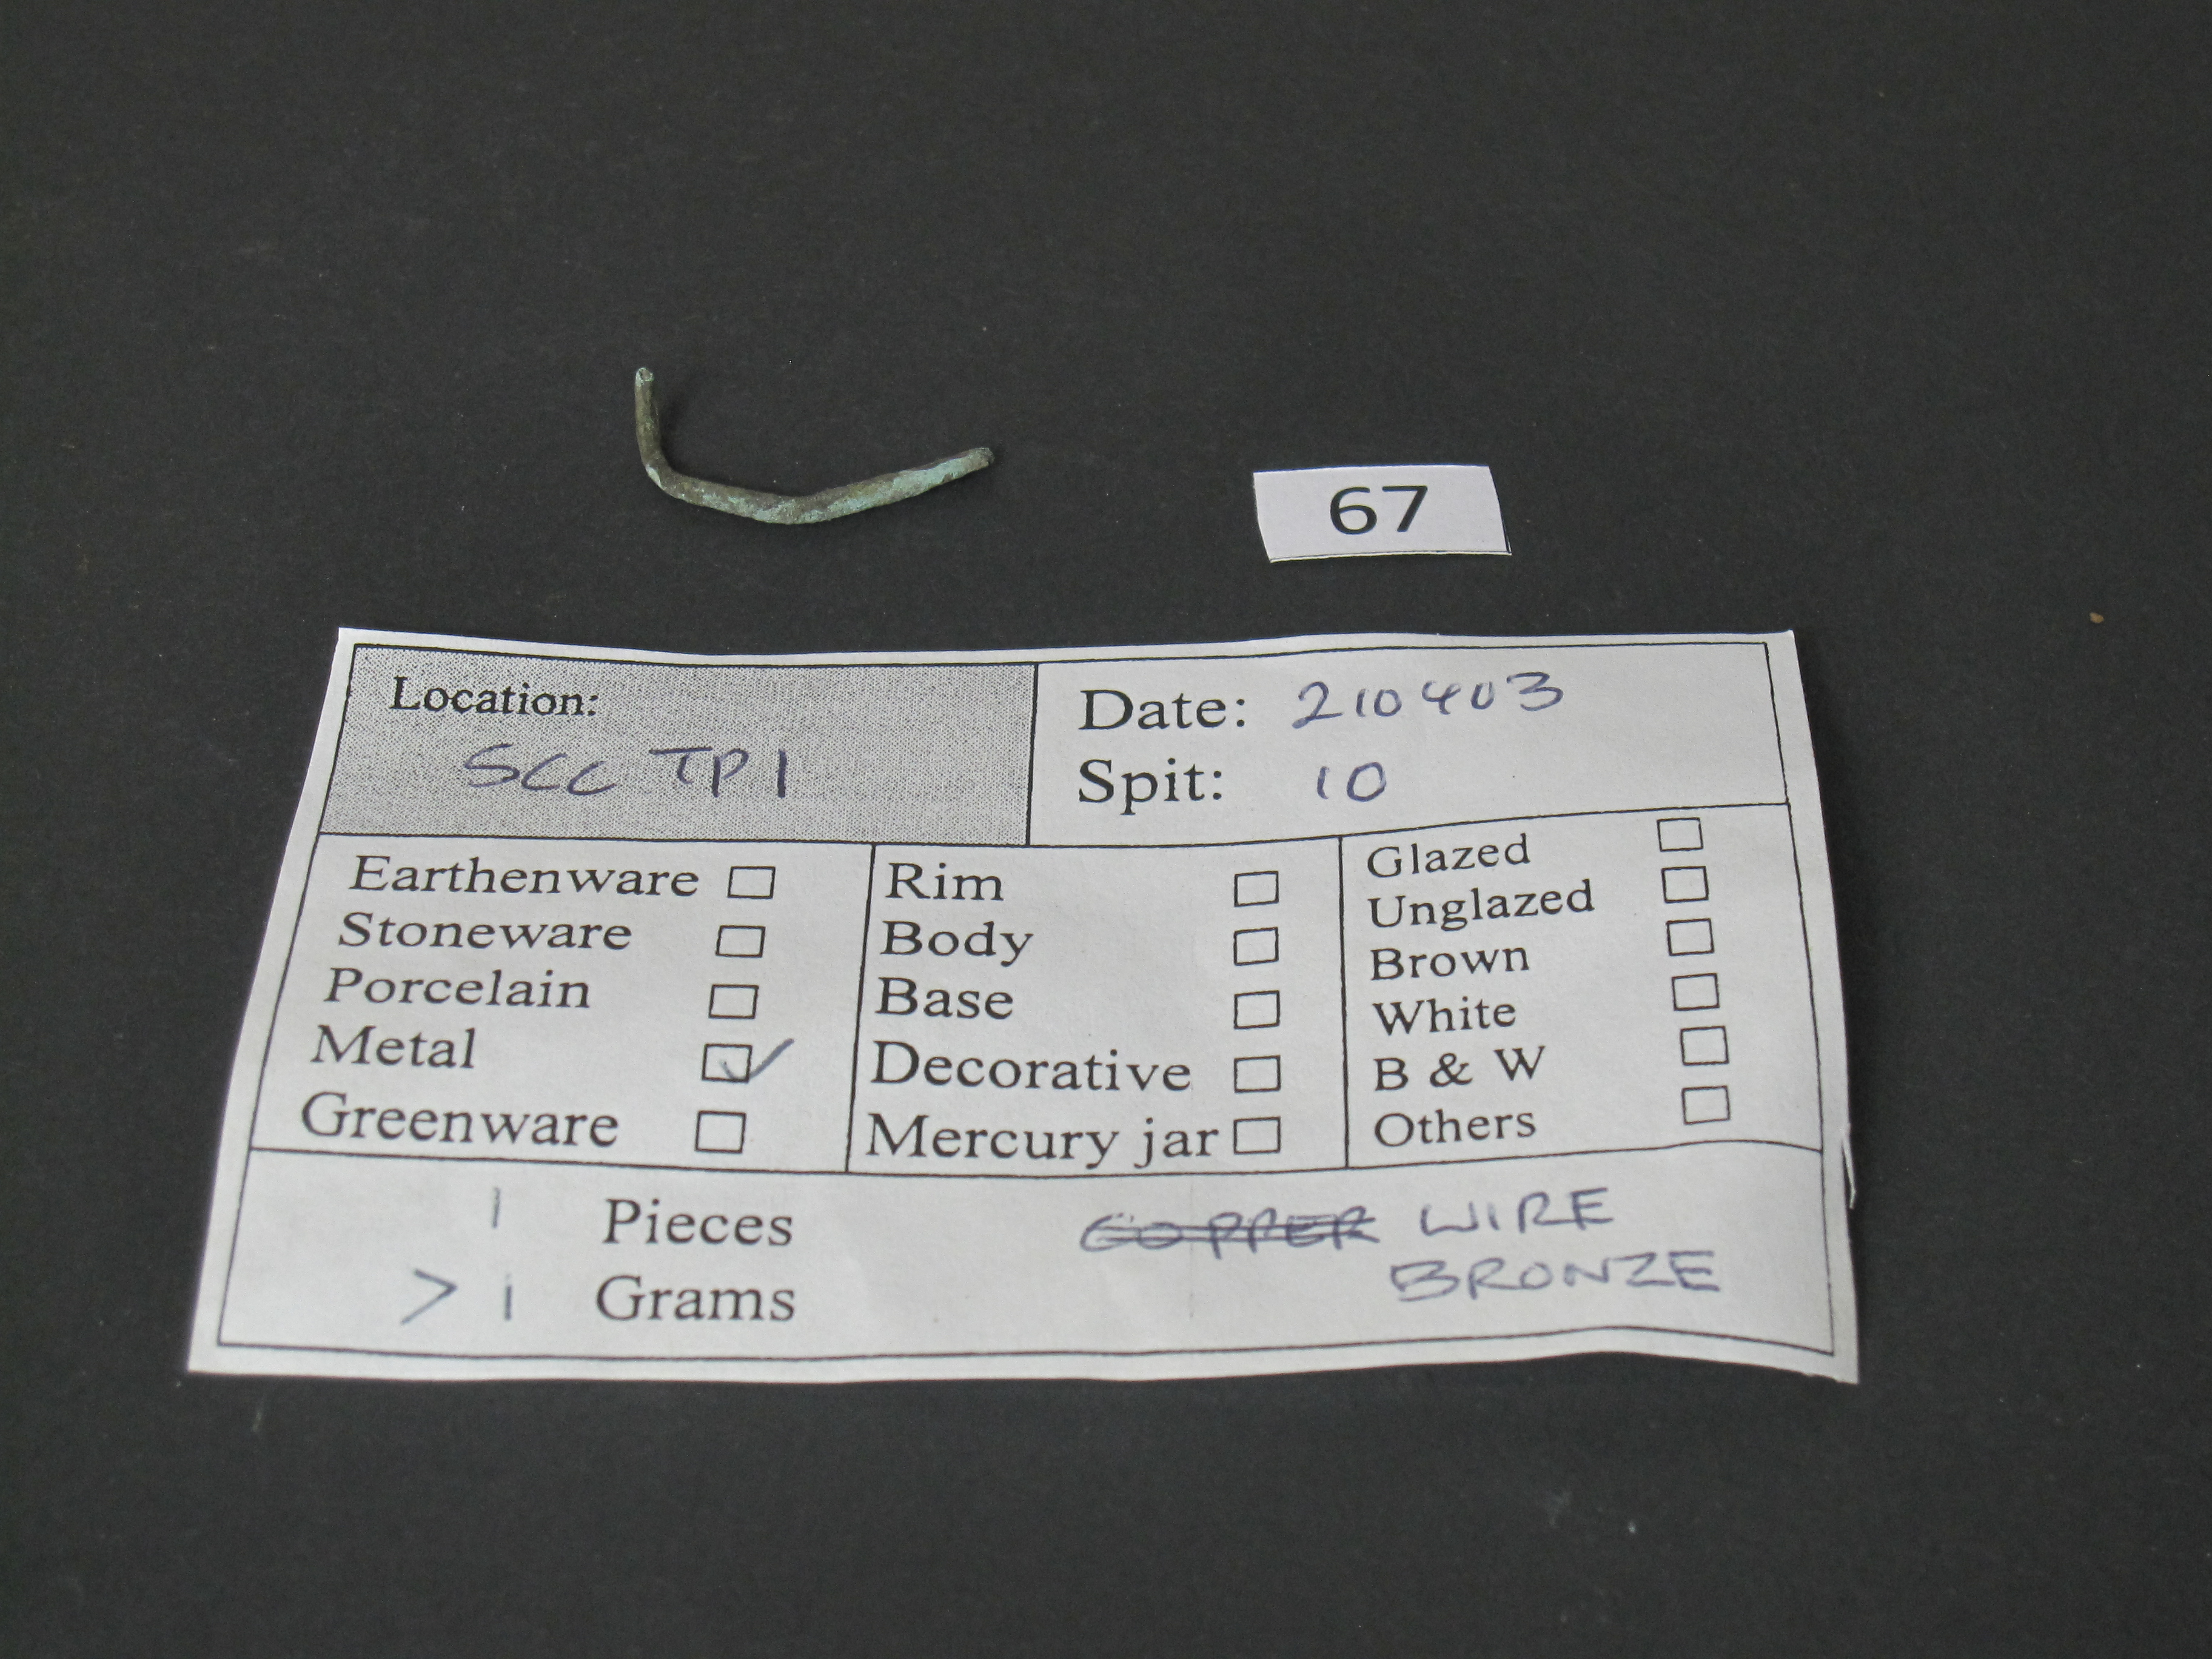 67
Location:
SCC TP1
Date: 210403
Spit: 10
Earthenware
Stoneware
Porcelain
Metal ✓
Greenware
Rim
Body
Base
Decorative
Mercury jar
Glazed
Unglazed
Brown
White
B & W
Others
1 Pieces
> 1 Grams
COPPER WIRE
BRONZE